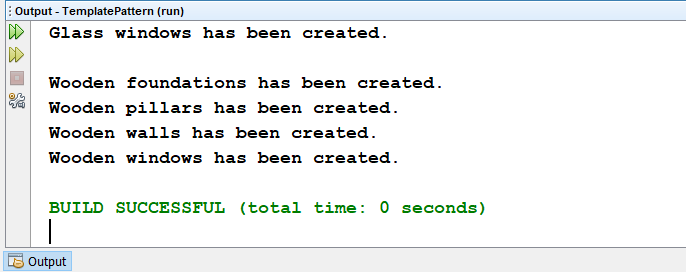 Output - TemplatePattern (run)
Glass windows has been created.
Wooden foundations has been created.
Wooden pillars has been created.
Wooden walls has been created.
Wooden windows has been created.
BUILD SUCCESSFUL (total time: 0 seconds)
Output